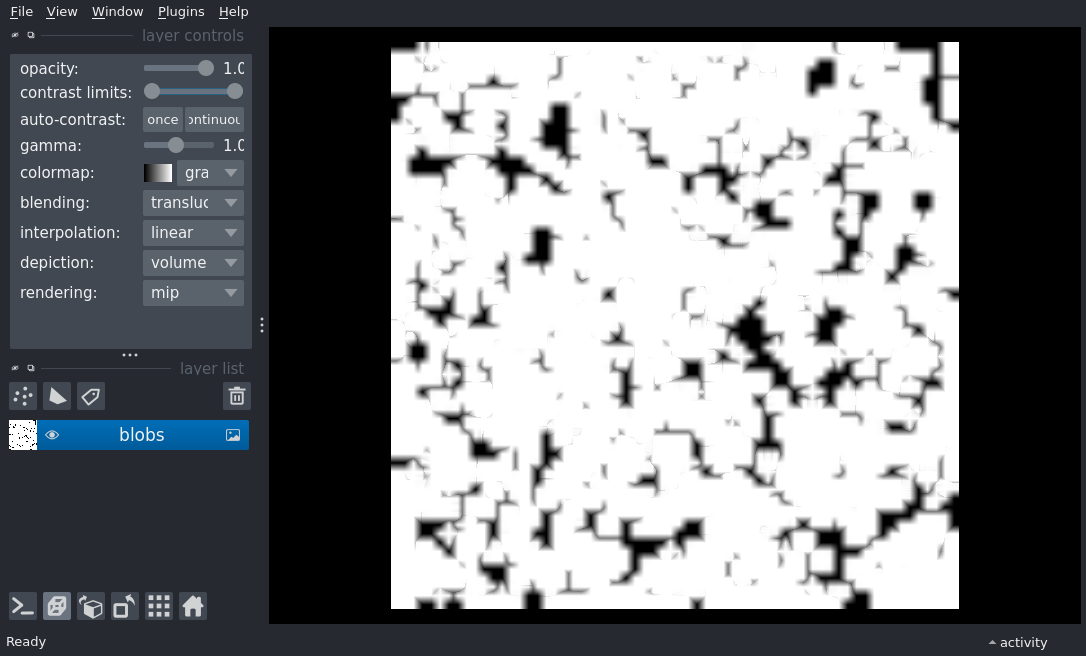 File View Window Plugins Help
layer controls
opacity: 1.0
contrast limits:
auto-contrast: once ontinuou
gamma: 1.0
colormap: gra
blending: transluc
interpolation: linear
depiction: volume
rendering: mip
layer list
blobs
Ready activity